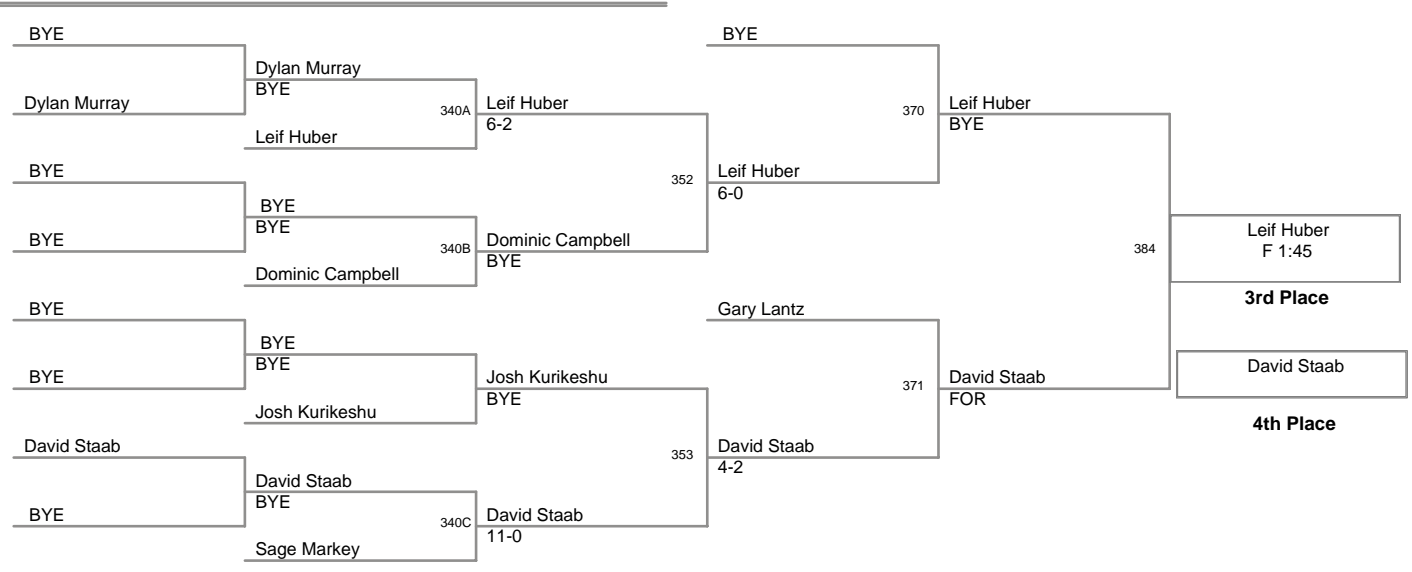 BYE
Dylan Murray
BYE
BYE
BYE
BYE
David Staab
BYE
Dylan Murray
BYE
Leif Huber
BYE
BYE
Dominic Campbell
BYE
BYE
Josh Kurikeshu
David Staab
BYE
Sage Markey
340A
340B
340C
Leif Huber
6-2
Dominic Campbell
BYE
Josh Kurikeshu
BYE
David Staab
11-0
352
353
BYE
Leif Huber
6-0
Gary Lantz
David Staab
4-2
370
371
Leif Huber
BYE
David Staab
FOR
384
Leif Huber
F 1:45
3rd Place
David Staab
4th Place